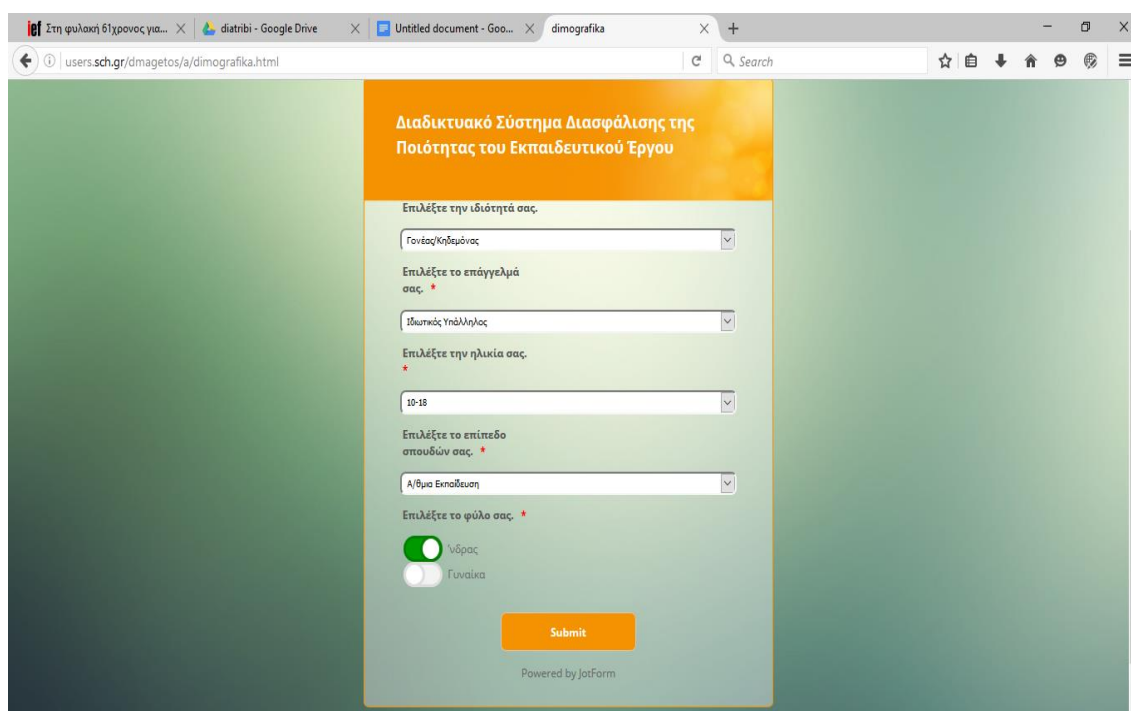 ief Στη φυλακή 61χρονος για...
diatribi - Google Drive
Untitled document - Goo...
dimografika
users.sch.gr/dmagetos/a/dimografika.html
Search
Διαδικτυακό Σύστημα Διασφάλισης της
Ποιότητας του Εκπαιδευτικού Έργου
Επιλέξτε την ιδιότητά σας.
Γονέας/Κηδεμόνας
Επιλέξτε το επάγγελμά
σας. *
Ιδιωτικός Υπάλληλος
Επιλέξτε την ηλικία σας.
*
10-18
Επιλέξτε το επίπεδο
σπουδών σας. *
Α/θμια Εκπαίδευση
Επιλέξτε το φύλο σας. *
'νδρας
Γυναίκα
Submit
Powered by JotForm